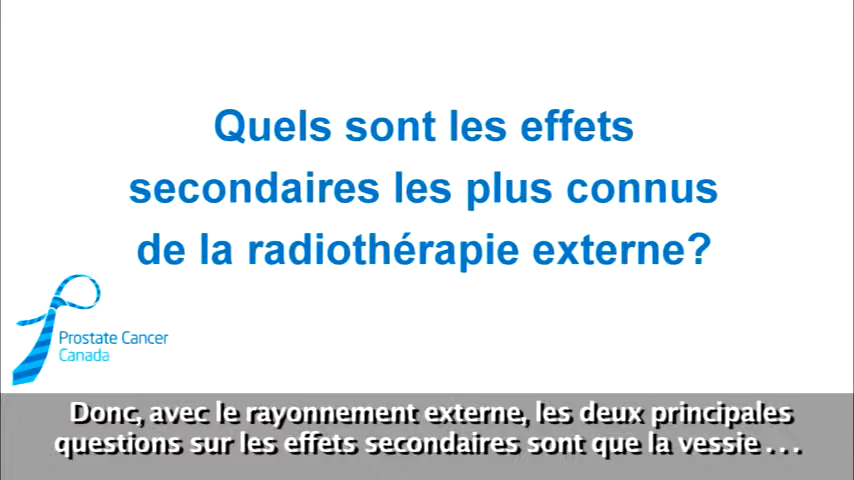 Quels sont les effets
secondaires les plus connus
de la radiothérapie externe?
Prostate Cancer
Canada
Donc, avec le rayonnement externe, les deux principales
questions sur les effets secondaires sont que la vessie . . .